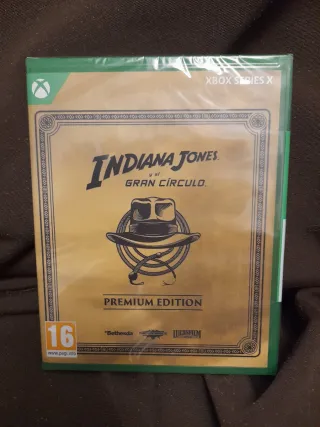 XBOX SERIES X
INDIANA JONES
y el
GRAN CÍRCULO
PREMIUM EDITION
16
www.pegi.info
Bethesda